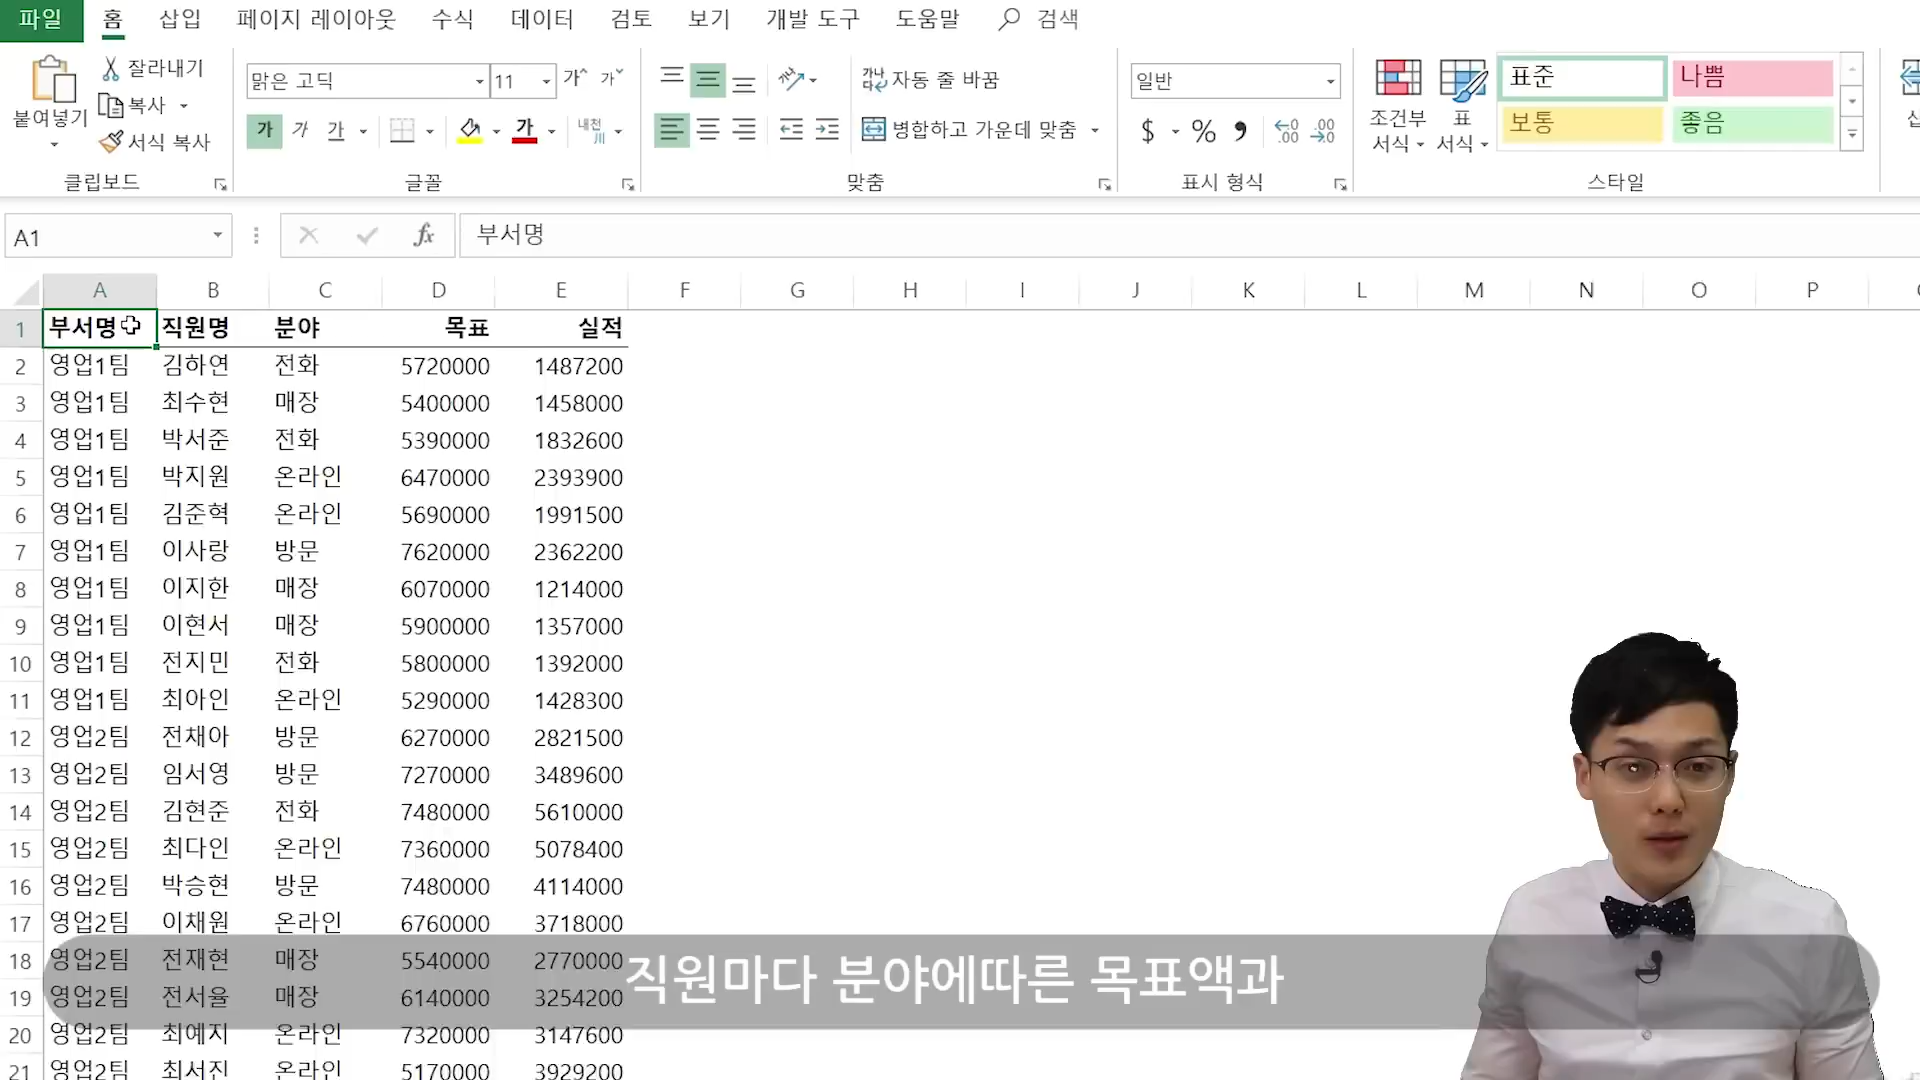 파일 홈 삽입 페이지 레이아웃 수식 데이터 검토 보기 개발 도구 도움말 검색
붙여넣기
잘라내기
복사
서식 복사
클립보드
맑은 고딕 11 가 가
가 가 가 가 내천
글꼴
가나 자동 줄 바꿈
병합하고 가운데 맞춤
맞춤
일반
$ % , 00 00
표시 형식
조건부 서식
표 서식
표준 나쁨
보통 좋음
스타일
A1 fx 부서명
A B C D E F G H I J K L M N O P
1 부서명 직원명 분야 목표 실적
2 영업1팀 김하연 전화 5720000 1487200
3 영업1팀 최수현 매장 5400000 1458000
4 영업1팀 박서준 전화 5390000 1832600
5 영업1팀 박지원 온라인 6470000 2393900
6 영업1팀 김준혁 온라인 5690000 1991500
7 영업1팀 이사랑 방문 7620000 2362200
8 영업1팀 이지한 매장 6070000 1214000
9 영업1팀 이현서 매장 5900000 1357000
10 영업1팀 전지민 전화 5800000 1392000
11 영업1팀 최아인 온라인 5290000 1428300
12 영업2팀 전채아 방문 6270000 2821500
13 영업2팀 임서영 방문 7270000 3489600
14 영업2팀 김현준 전화 7480000 5610000
15 영업2팀 최다인 온라인 7360000 5078400
16 영업2팀 박승현 방문 7480000 4114000
17 영업2팀 이채원 온라인 6760000 3718000
18 영업2팀 전재현 매장 5540000 2770000
19 영업2팀 전서율 매장 6140000 3254200
20 영업2팀 최예지 온라인 7320000 3147600
21 영업2팀 최서진 온라인 5170000 3929200
직원마다 분야에따른 목표액과